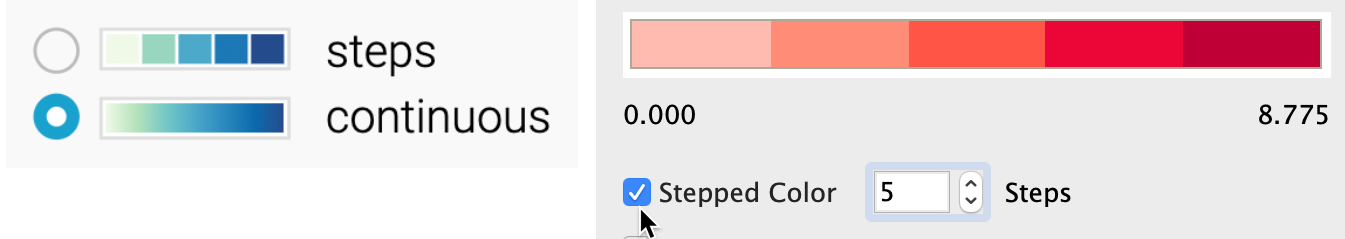 steps
continuous
0.000 8.775
Stepped Color 5 Steps